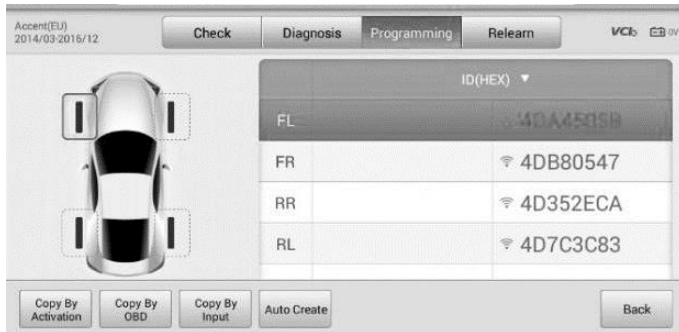 Accent(EU)
2014/03-2016/12
Check
Diagnosis
Programming
Relearn
VCI
0V
ID(HEX) ▼
FL
FR
4DB80547
RR
4D352ECA
RL
4D7C3C83
Copy By
Activation
Copy By
OBD
Copy By
Input
Auto Create
Back